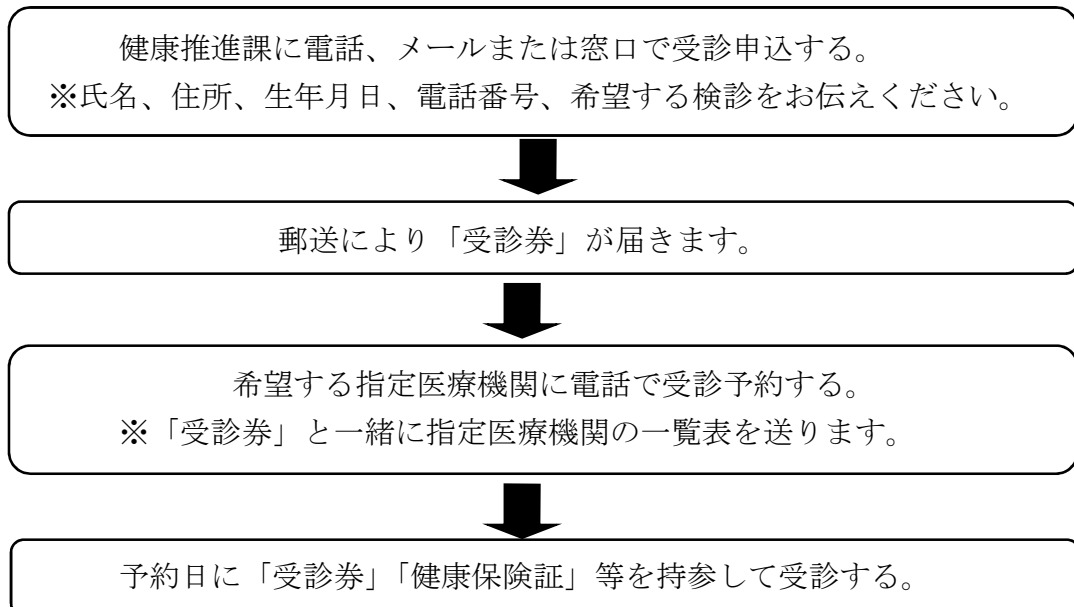 健康推進課に電話、メールまたは窓口で受診申込する。
※氏名、住所、生年月日、電話番号、希望する検診をお伝えください。
郵送により「受診券」が届きます。
希望する指定医療機関に電話で受診予約する。
※「受診券」と一緒に指定医療機関の一覧表を送ります。
予約日に「受診券」「健康保険証」等を持参して受診する。